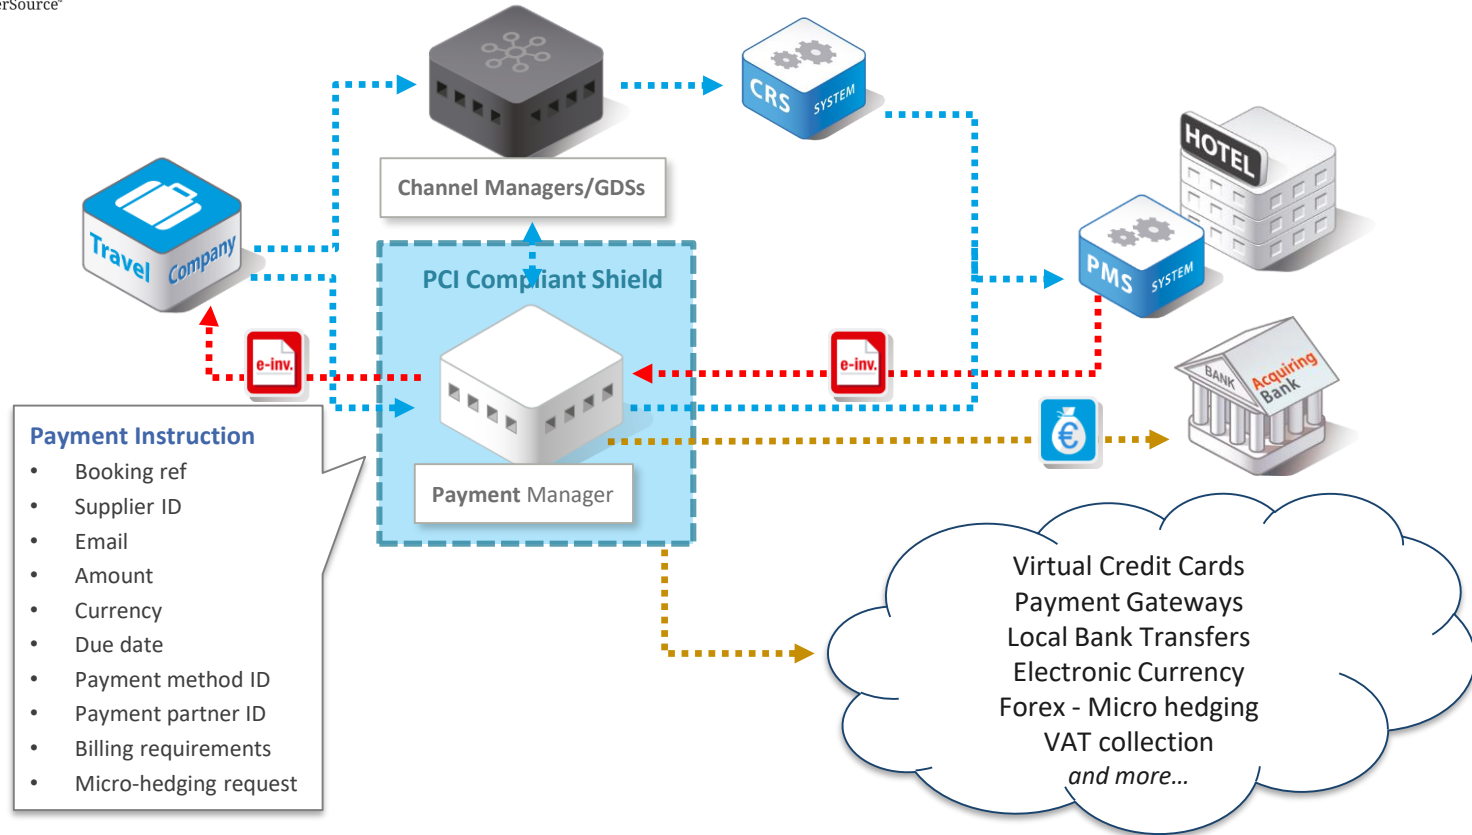 erSource
CRS SYSTEM
HOTEL
Channel Managers/GDSs
Travel Company
PCI Compliant Shield
PMS SYSTEM
e-inv.
e-inv.
BANK
Acquiring
Bank
€
Payment Manager
Payment Instruction
• Booking ref
• Supplier ID
• Email
• Amount
• Currency
• Due date
• Payment method ID
• Payment partner ID
• Billing requirements
• Micro-hedging request
Virtual Credit Cards
Payment Gateways
Local Bank Transfers
Electronic Currency
Forex - Micro hedging
VAT collection
and more...